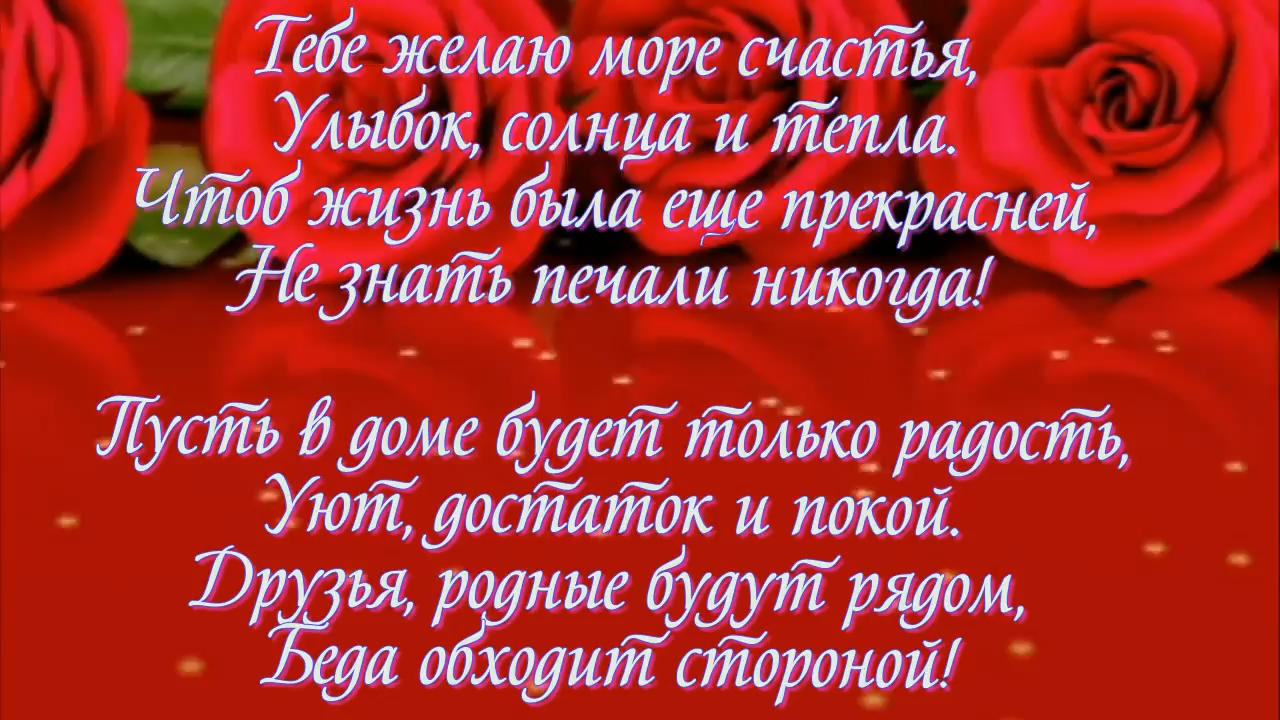 Тебе желаю море счастья,
Улыбок, солнца и тепла.
Чтоб жизнь была еще прекрасней,
Не знать печали никогда!
Пусть в доме будет только радость,
Уют, достаток и покой.
Друзья, родные будут рядом,
Беда обходит стороной!